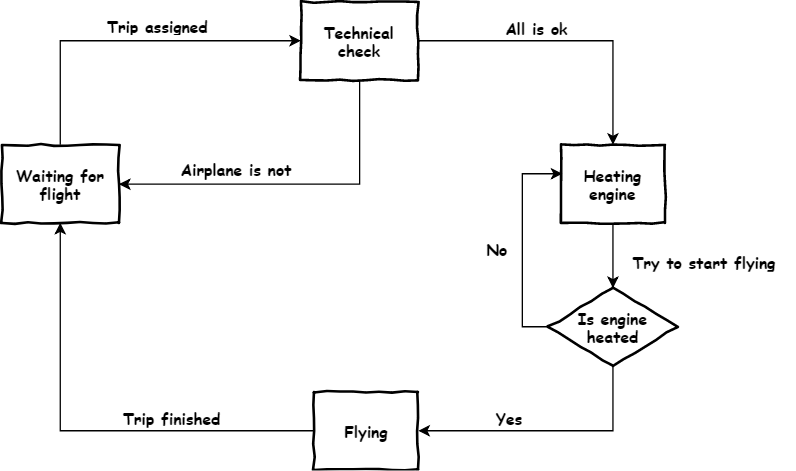 Trip assigned
Technical
check
All is ok
Airplane is not
Waiting for
flight
Heating
engine
No
Try to start flying
Is engine
heated
Trip finished
Flying
Yes